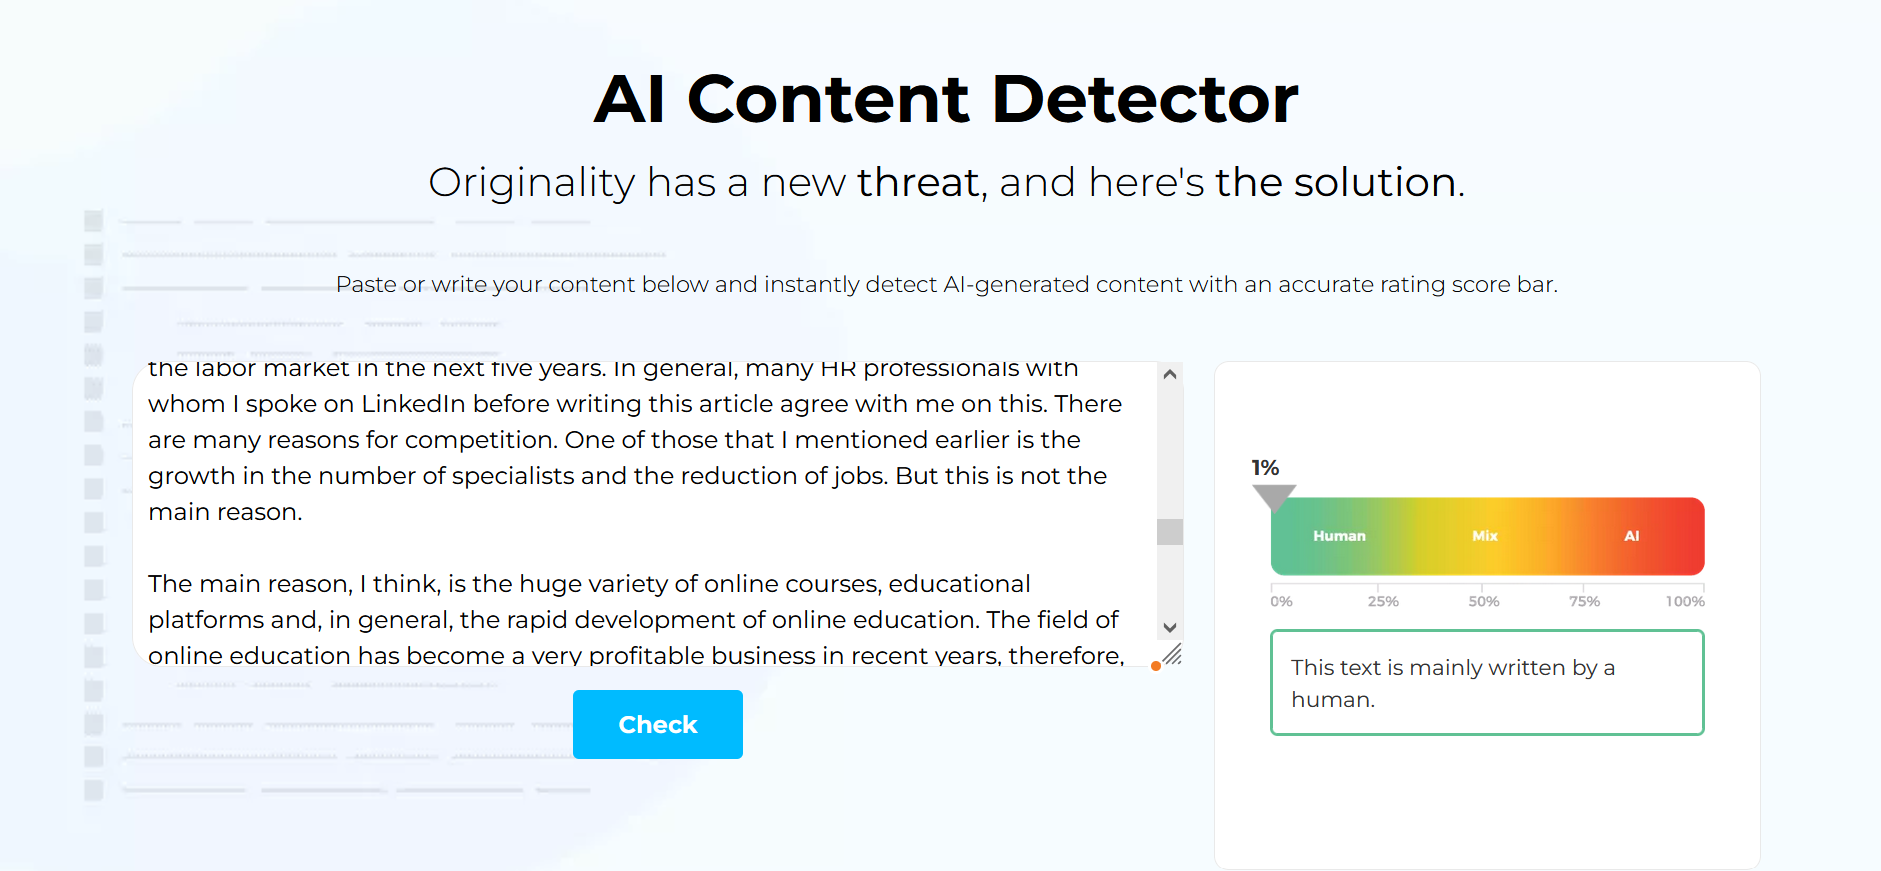 AI Content Detector
Originality has a new threat, and here's the solution.
Paste or write your content below and instantly detect AI-generated content with an accurate rating score bar.
the labor market in the next five years. In general, many HR professionals with
whom I spoke on LinkedIn before writing this article agree with me on this. There
are many reasons for competition. One of those that I mentioned earlier is the
growth in the number of specialists and the reduction of jobs. But this is not the
main reason.
The main reason, I think, is the huge variety of online courses, educational
platforms and, in general, the rapid development of online education. The field of
online education has become a very profitable business in recent years, therefore,
Check
1%
Human Mix AI
0% 25% 50% 75% 100%
This text is mainly written by a
human.